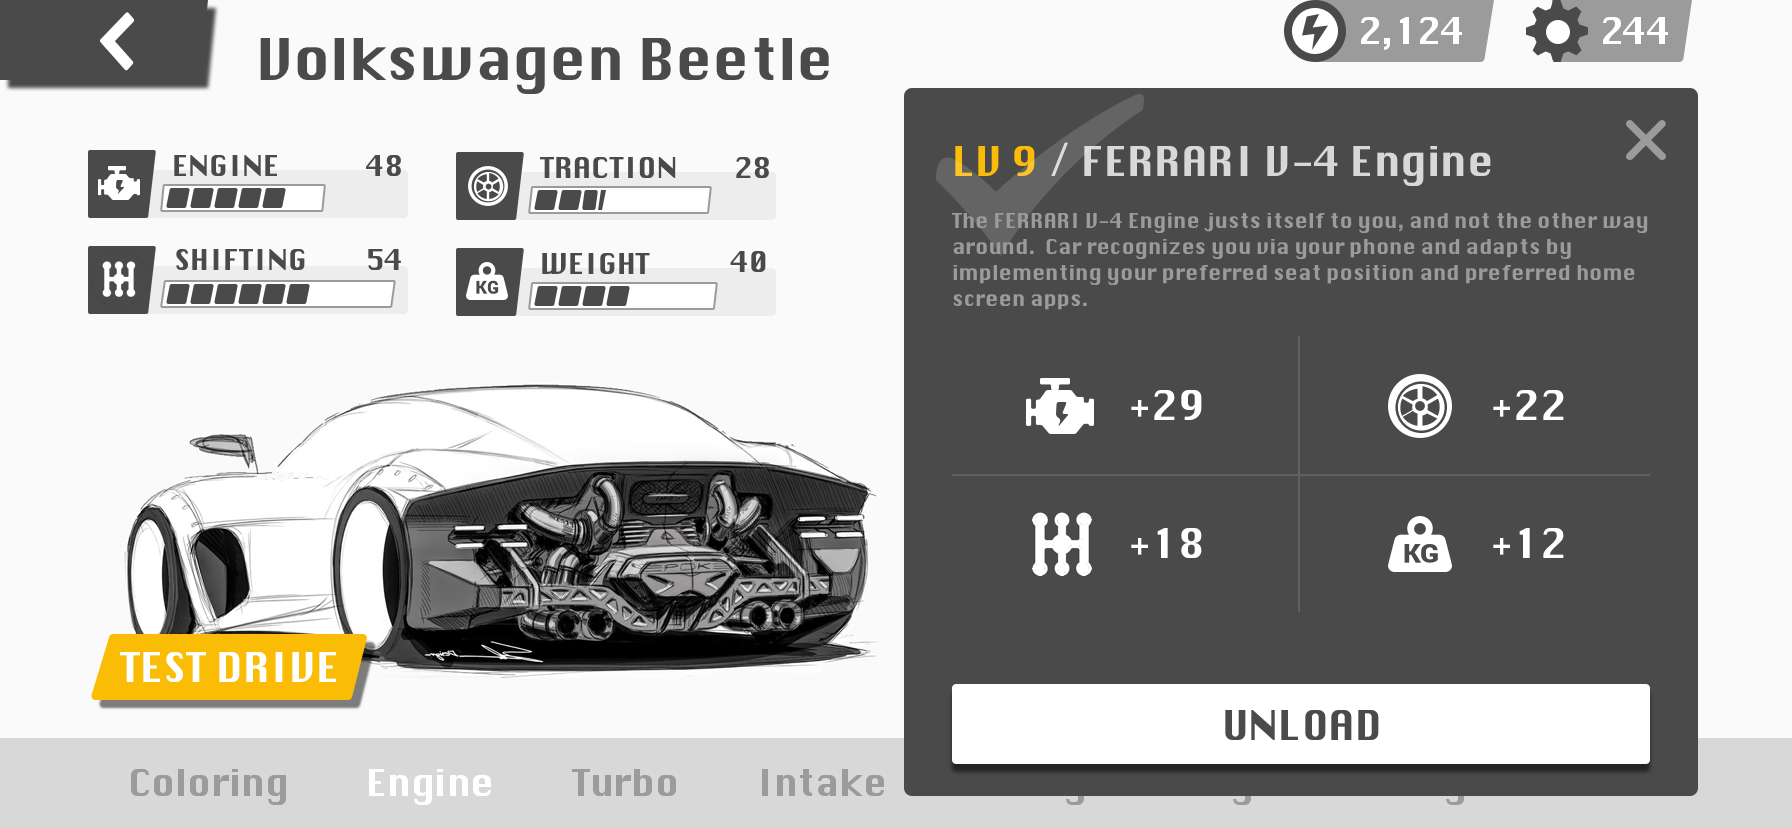 Volkswagen Beetle
2,124
244
ENGINE 48
TRACTION 28
SHIFTING 54
WEIGHT 40
KG
LV 9 / FERRARI V-4 Engine
The FERRARI V-4 Engine justs itself to you, and not the other way
around. Car recognizes you via your phone and adapts by
implementing your preferred seat position and preferred home
screen apps.
+29
+22
+18
KG +12
UNLOAD
TEST DRIVE
Coloring Engine Turbo Intake